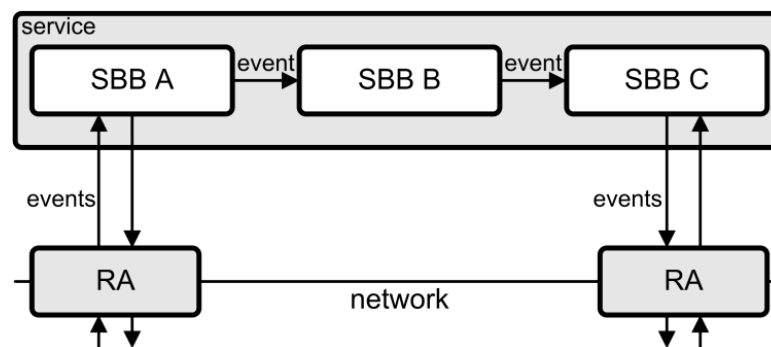 service
SBB A
event
SBB B
event
SBB C
events
events
RA
network
RA